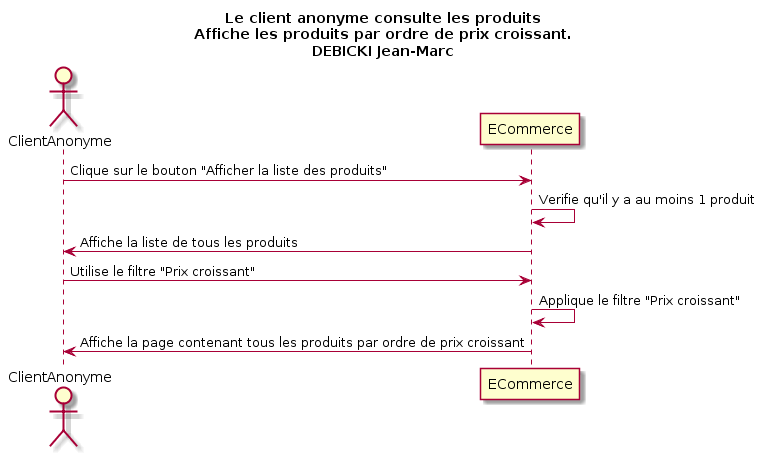 Le client anonyme consulte les produits
Affiche les produits par ordre de prix croissant.
DEBICKI Jean-Marc
ClientAnonyme
ECommerce
Clique sur le bouton "Afficher la liste des produits"
Verifie qu'il y a au moins 1 produit
Affiche la liste de tous les produits
Utilise le filtre "Prix croissant"
Applique le filtre "Prix croissant"
Affiche la page contenant tous les produits par ordre de prix croissant
ClientAnonyme
ECommerce